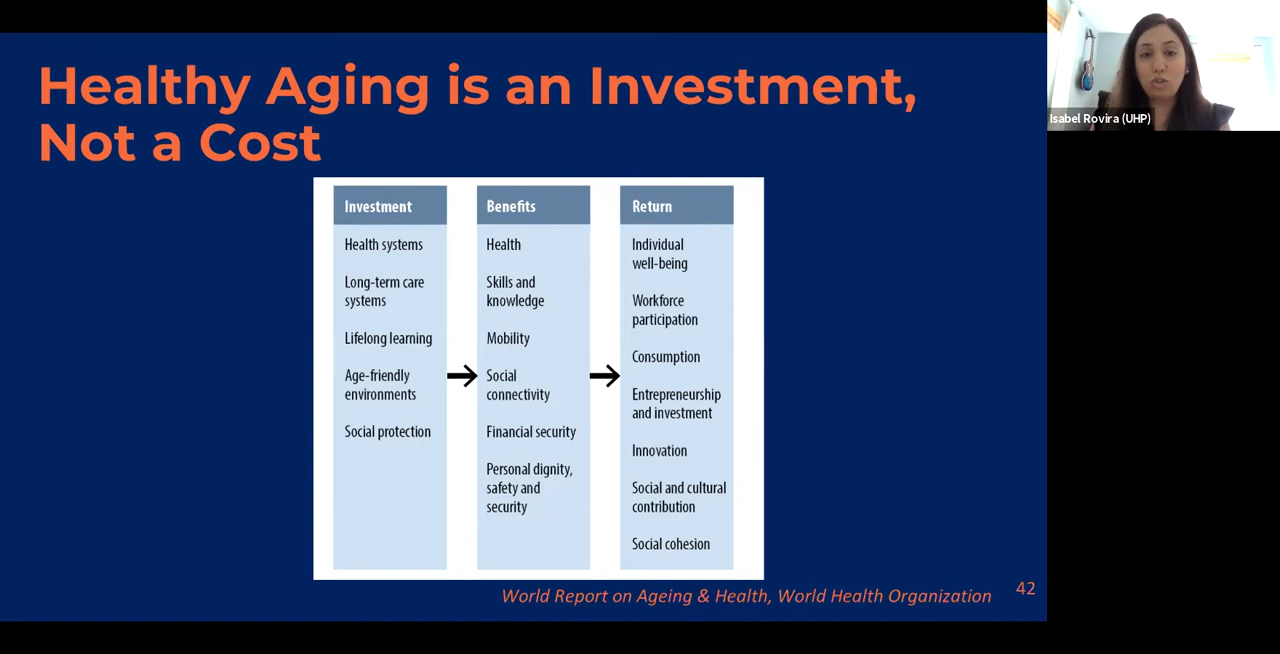 Healthy Aging is an Investment,
Not a Cost
Isabel Rovira (UHP)
Investment
Health systems
Long-term care
systems
Lifelong learning
Age-friendly
environments
Social protection
Benefits
Health
Skills and
knowledge
Mobility
Social
connectivity
Financial security
Personal dignity,
safety and
security
Return
Individual
well-being
Workforce
participation
Consumption
Entrepreneurship
and investment
Innovation
Social and cultural
contribution
Social cohesion
World Report on Ageing & Health, World Health Organization
42